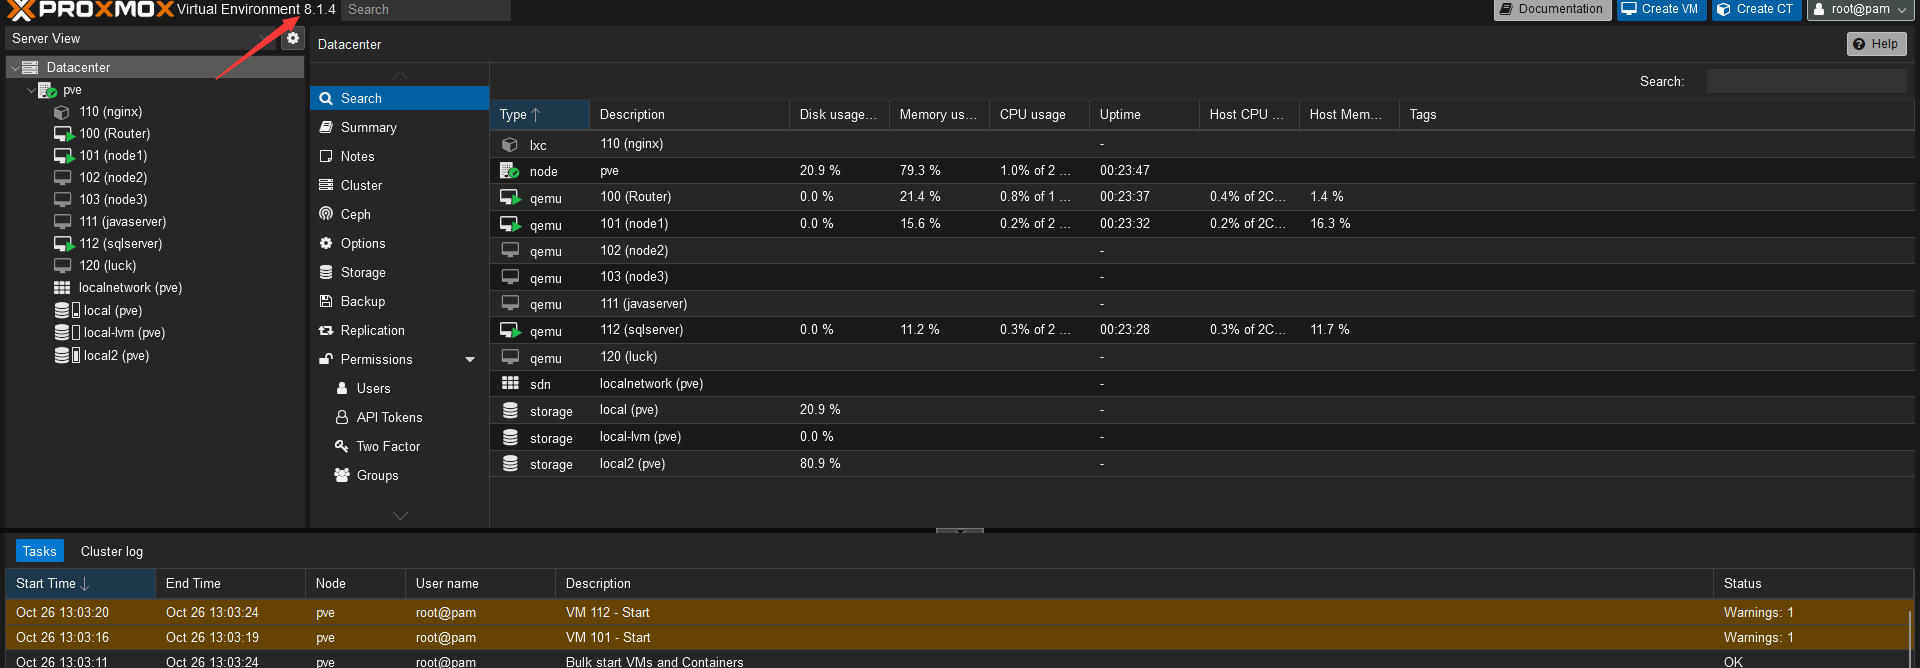 PROXMOX Virtual Environment 8.1.4 Search Documentation Create VM Create CT root@pam
Server View
Datacenter
pve
110 (nginx)
100 (Router)
101 (node1)
102 (node2)
103 (node3)
111 (javaserver)
112 (sqlserver)
120 (luck)
localnetwork (pve)
local (pve)
local-lvm (pve)
local2 (pve)
Datacenter Help
Search
Summary
Notes
Cluster
Ceph
Options
Storage
Backup
Replication
Permissions
Users
API Tokens
Two Factor
Groups
Search:
Type Description Disk usage... Memory us... CPU usage Uptime Host CPU ... Host Mem... Tags
lxc 110 (nginx) -
node pve 20.9 % 79.3 % 1.0% of 2 ... 00:23:47
qemu 100 (Router) 0.0 % 21.4 % 0.8% of 1 ... 00:23:37 0.4% of 2C... 1.4 %
qemu 101 (node1) 0.0 % 15.6 % 0.2% of 2 ... 00:23:32 0.2% of 2C... 16.3 %
qemu 102 (node2) -
qemu 103 (node3) -
qemu 111 (javaserver) -
qemu 112 (sqlserver) 0.0 % 11.2 % 0.3% of 2 ... 00:23:28 0.3% of 2C... 11.7 %
qemu 120 (luck) -
sdn localnetwork (pve) -
storage local (pve) 20.9 % -
storage local-lvm (pve) 0.0 % -
storage local2 (pve) 80.9 % -
Tasks Cluster log
Start Time End Time Node User name Description Status
Oct 26 13:03:20 Oct 26 13:03:24 pve root@pam VM 112 - Start Warnings: 1
Oct 26 13:03:16 Oct 26 13:03:19 pve root@pam VM 101 - Start Warnings: 1
Oct 26 13:03:11 Oct 26 13:03:24 pve root@pam Bulk start VMs and Containers OK